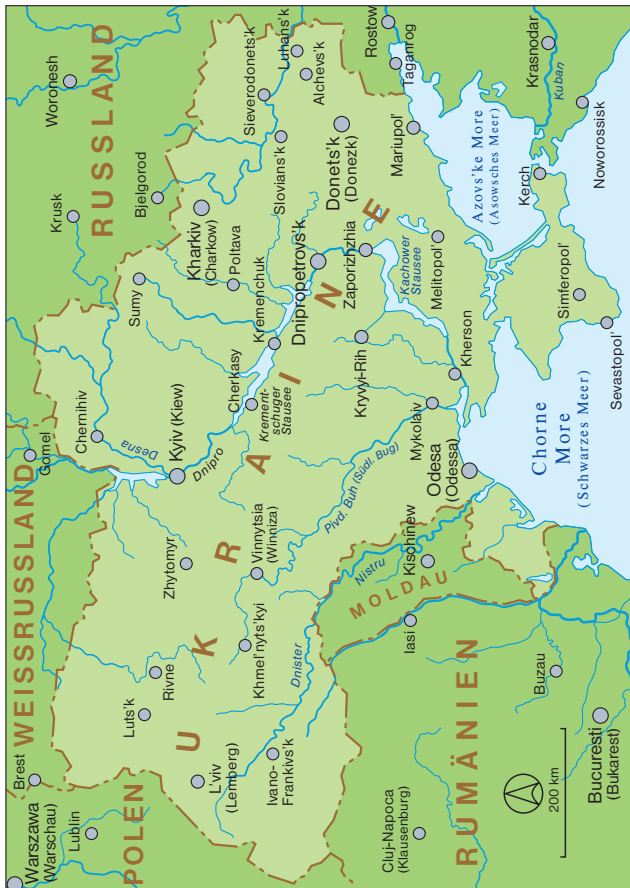 Warszawa
(Warschau)
Lublin
Brest
POLEN
WEISSRUSSLAND
Gomel
RUSSLAND
Krusk
Woronesh
Bjelgorod
Chernihiv
Desna
Sumy
Kyiv (Kiew)
Dnipro
Luts'k
Rivne
Zhytomyr
L'viv
(Lemberg)
Ivano-
Frankivs'k
Khmel'nyts'kyi
Vinnytsia
(Winniza)
Dnister
Cherkasy
Krement-
schuger
Stausee
Kremenchuk
Poltava
Kharkiv
(Charkow)
Sieverodonets'k
Luhans'k
Alchevs'k
Slovians'k
Donets'k
(Donezk)
Dnipropetrovs'k
Zaporizhzhia
Kachower
Stausee
Kryvyi-Rih
Melitopol'
Mariupol'
Taganrog
Rostow
UKRAINE
Pivd. Buh (Südl. Bug)
Mykolaiv
Kherson
Odesa
(Odessa)
Nistru
Kischinew
MOLDAU
Iasi
RUMÄNIEN
Cluj-Napoca
(Klausenburg)
Buzau
Bucuresti
(Bukarest)
Chorne
More
(Schwarzes Meer)
Azovs'ke More
(Asowsches Meer)
Kerch
Simferopol'
Sevastopol'
Noworossisk
Krasnodar
Kuban
200 km